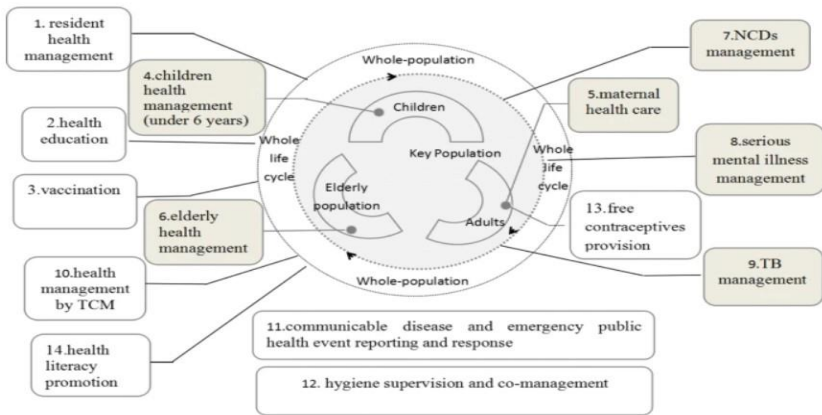 1. resident
health
management
Whole-population
7.NCDs
management
4.children
health
management
(under 6 years)
Children
5.maternal
health care
2.health
education
Whole
life
cycle
Key Population
Whole
life
cycle
8.serious
mental illness
management
3.vaccination
Elderly
population
6.elderly
health
management
Adults
13.free
contraceptives
provision
10.health
management
by TCM
Whole-population
9.TB
management
11.communicable disease and emergency public
health event reporting and response
14.health
literacy
promotion
12. hygiene supervision and co-management